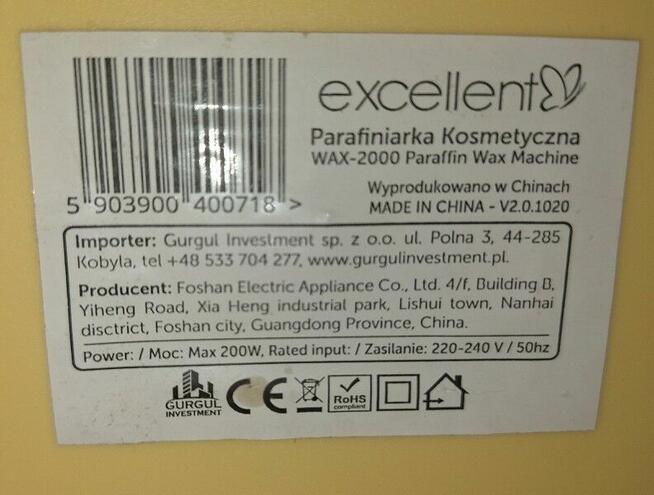 excellent
Parafiniarka Kosmetyczna
WAX-2000 Paraffin Wax Machine
Wyprodukowano w Chinach
MADE IN CHINA - V2.0.1020
5 903900 400718 >
Importer: Gurgul Investment sp. z o.o. ul. Polna 3, 44-285
Kobyla, tel +48 533 704 277, www.gurgulinvestment.pl.
Producent: Foshan Electric Appliance Co., Ltd. 4/f, Building B,
Yiheng Road, Xia Heng industrial park, Lishui town, Nanhai
disctrict, Foshan city, Guangdong Province, China.
Power: / Moc: Max 200W, Rated input: / Zasilanie: 220-240 V / 50hz
GURGUL
INVESTMENT
CE
RoHS
compliant